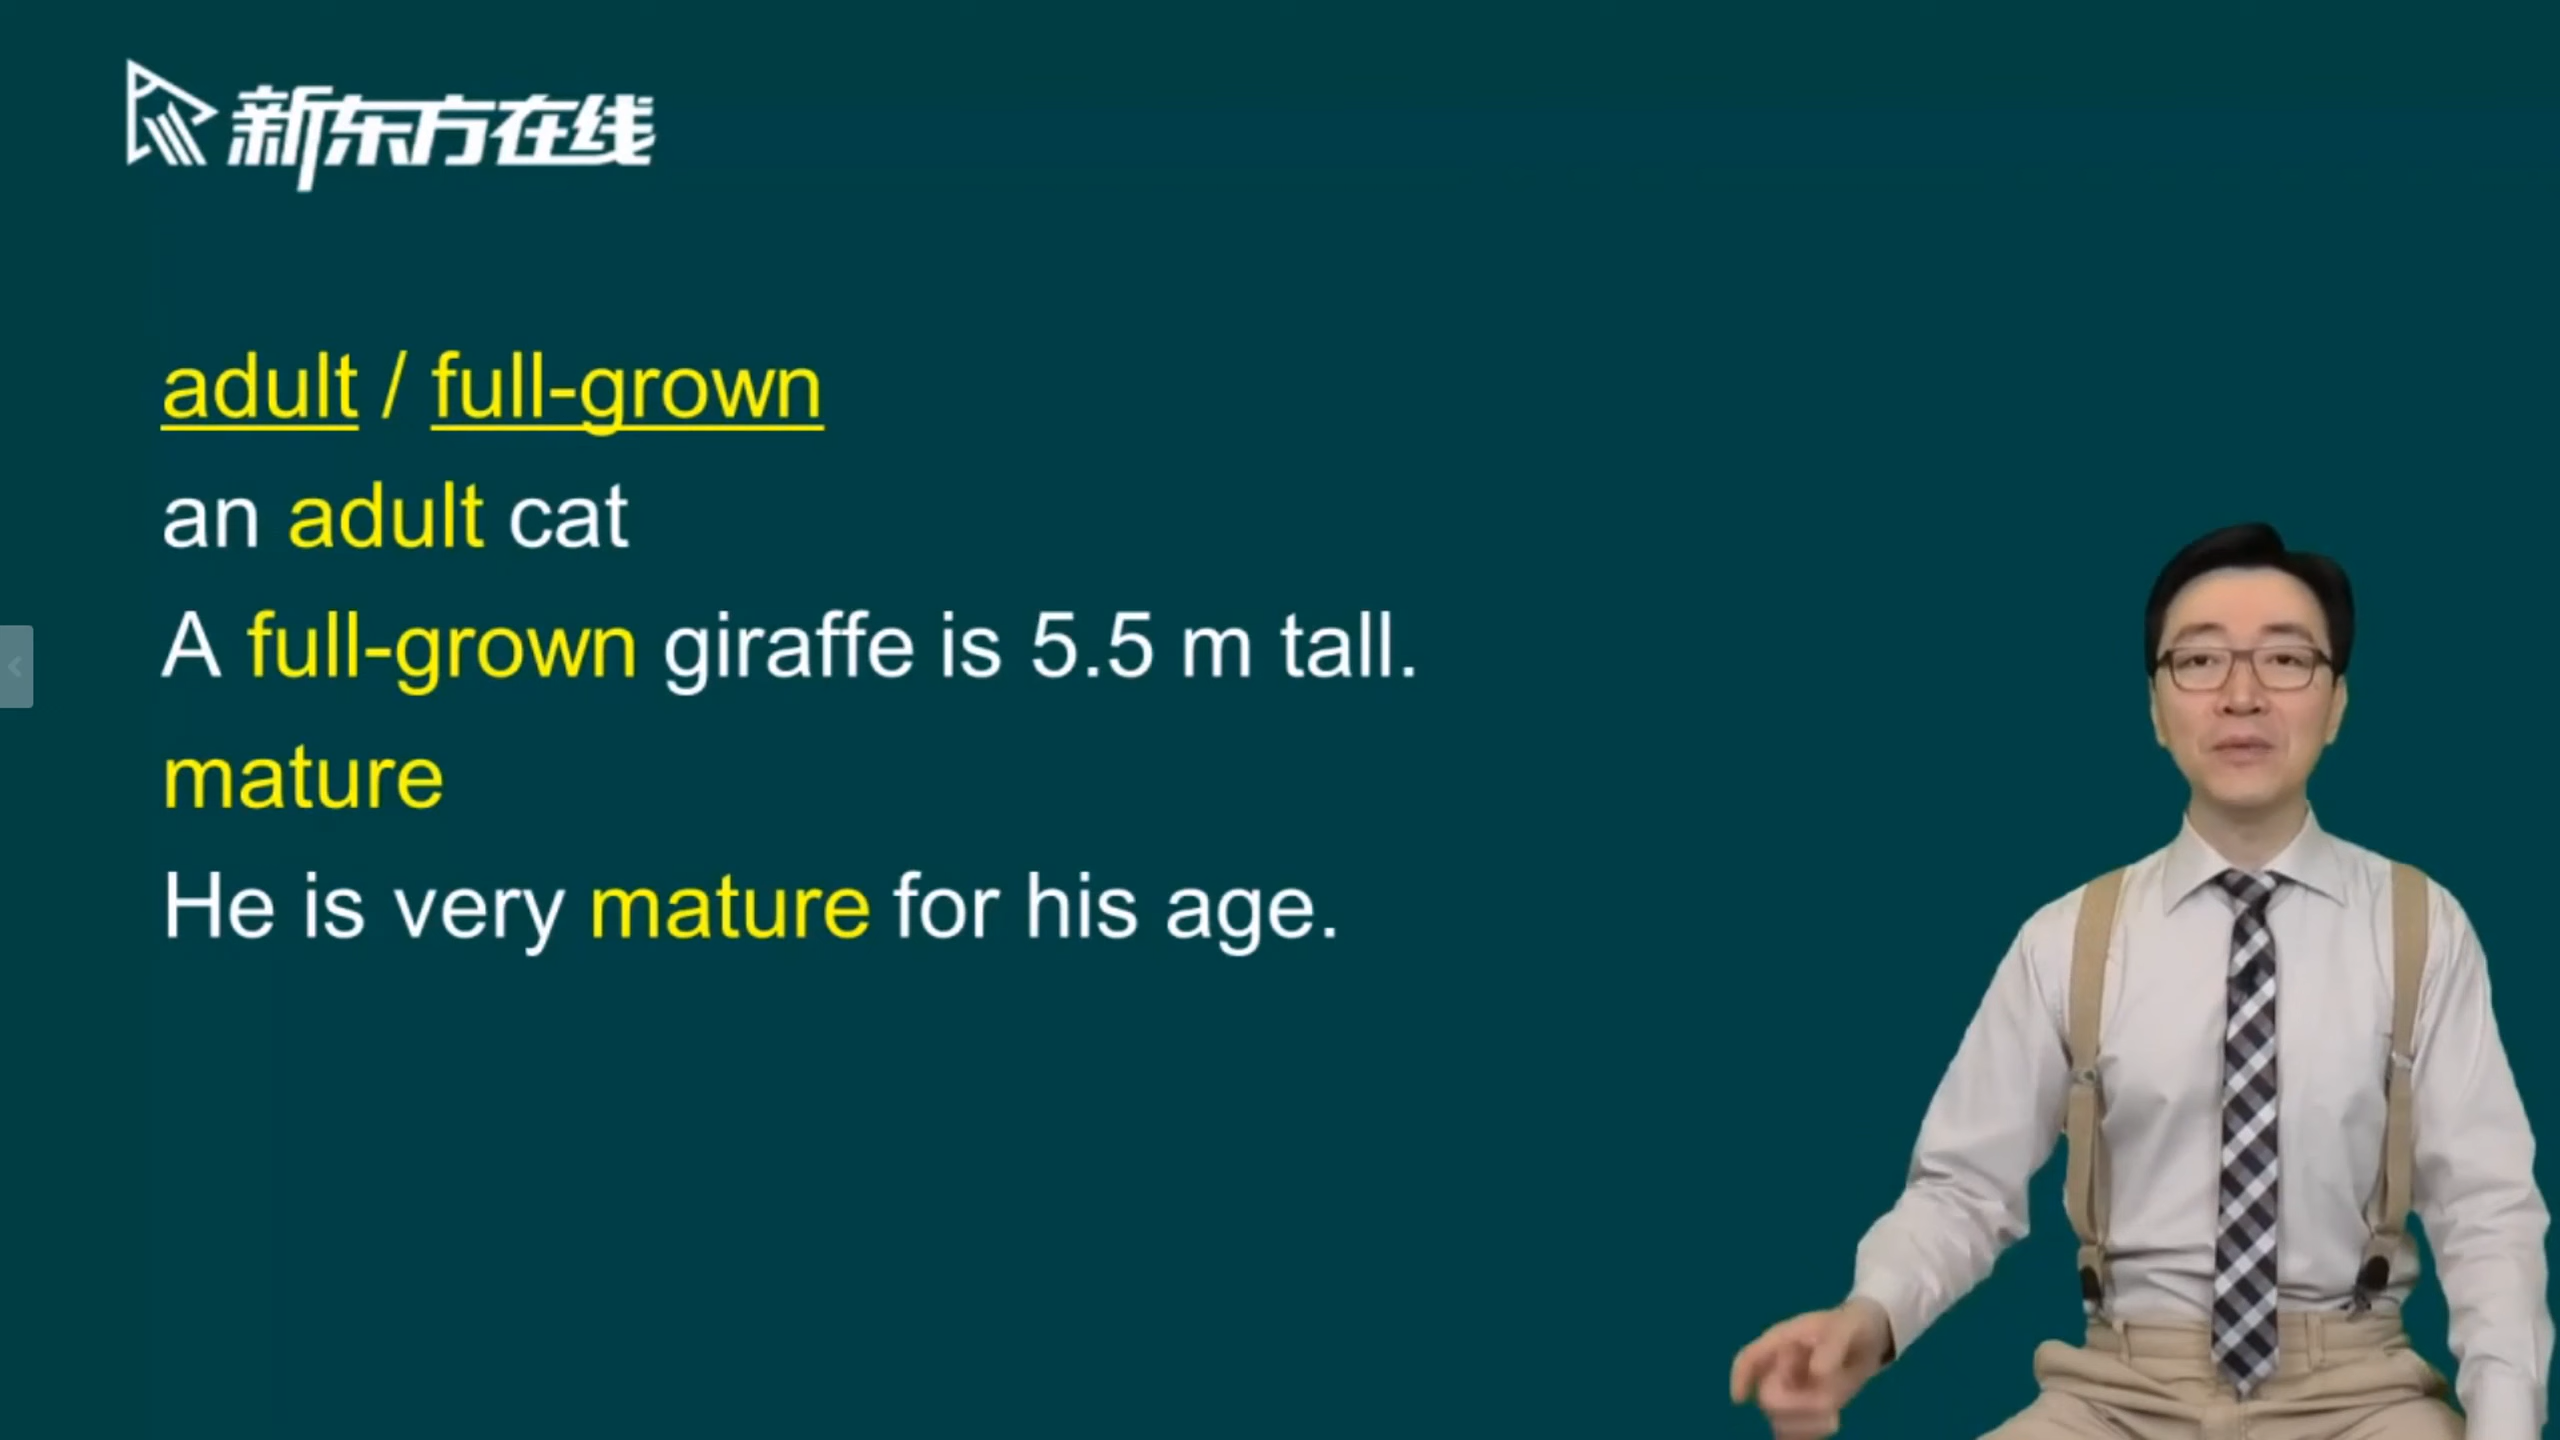 新东方在线
adult / full-grown
an adult cat
A full-grown giraffe is 5.5 m tall.
mature
He is very mature for his age.